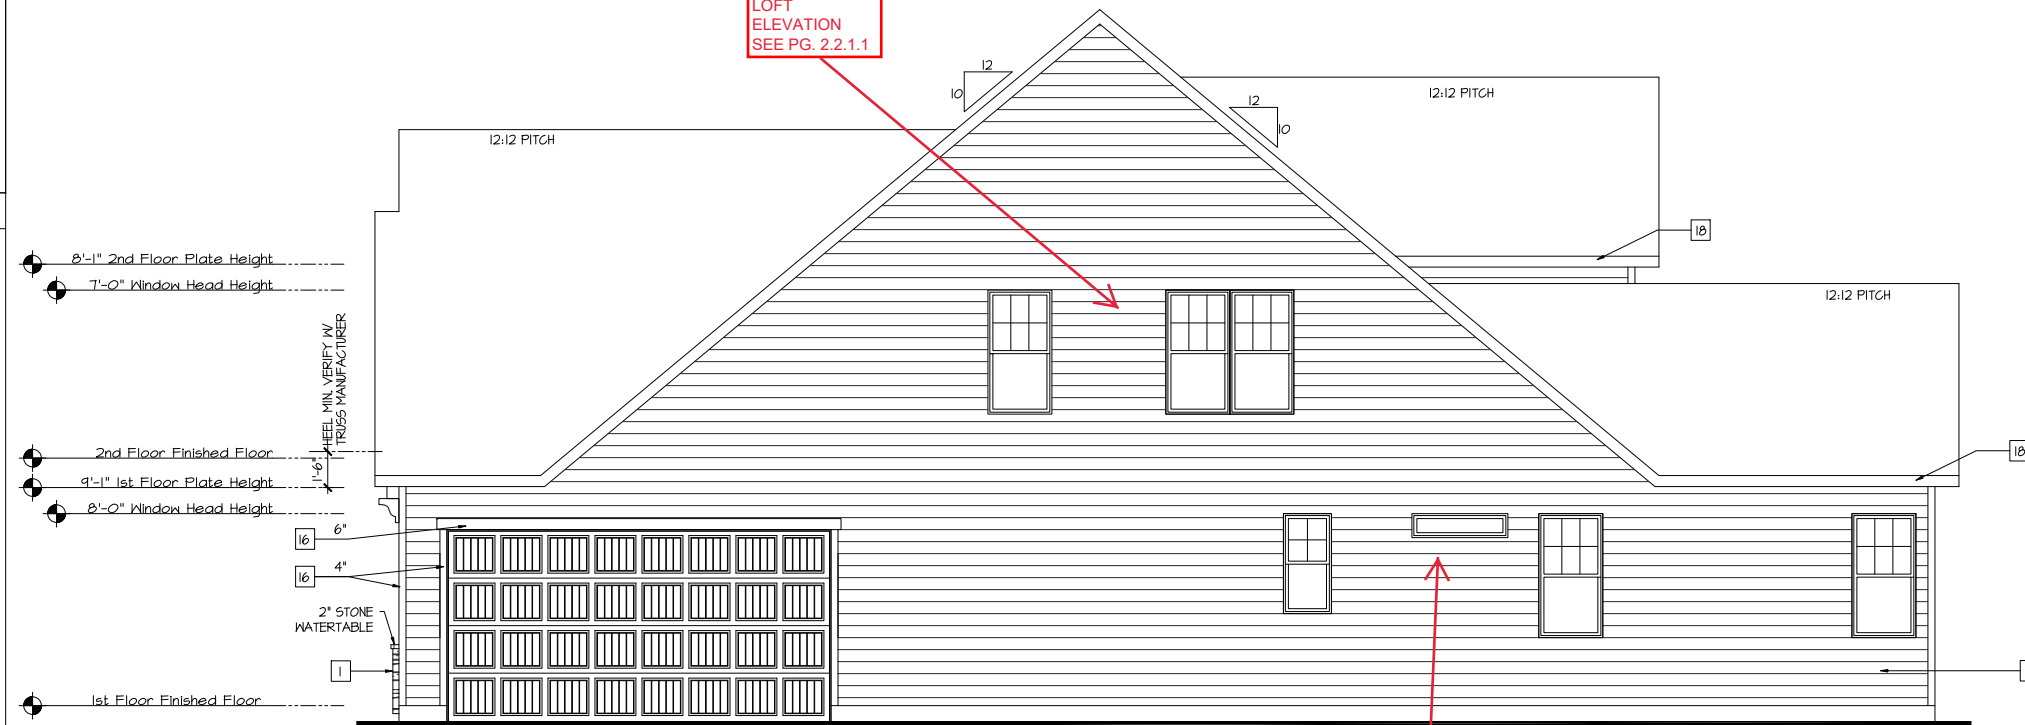 LOFT
ELEVATION
SEE PG. 2.2.1.1
12
10
12:12 PITCH
12
10
12:12 PITCH
18
8'-1" 2nd Floor Plate Height
7'-0" Window Head Height
12:12 PITCH
HEEL MIN. VERIFY W/
TRUSS MANUFACTURER
1'-6"
2nd Floor Finished Floor
18
9'-1" 1st Floor Plate Height
8'-0" Window Head Height
16 6"
16 4"
2" STONE
WATERTABLE
1
1st Floor Finished Floor